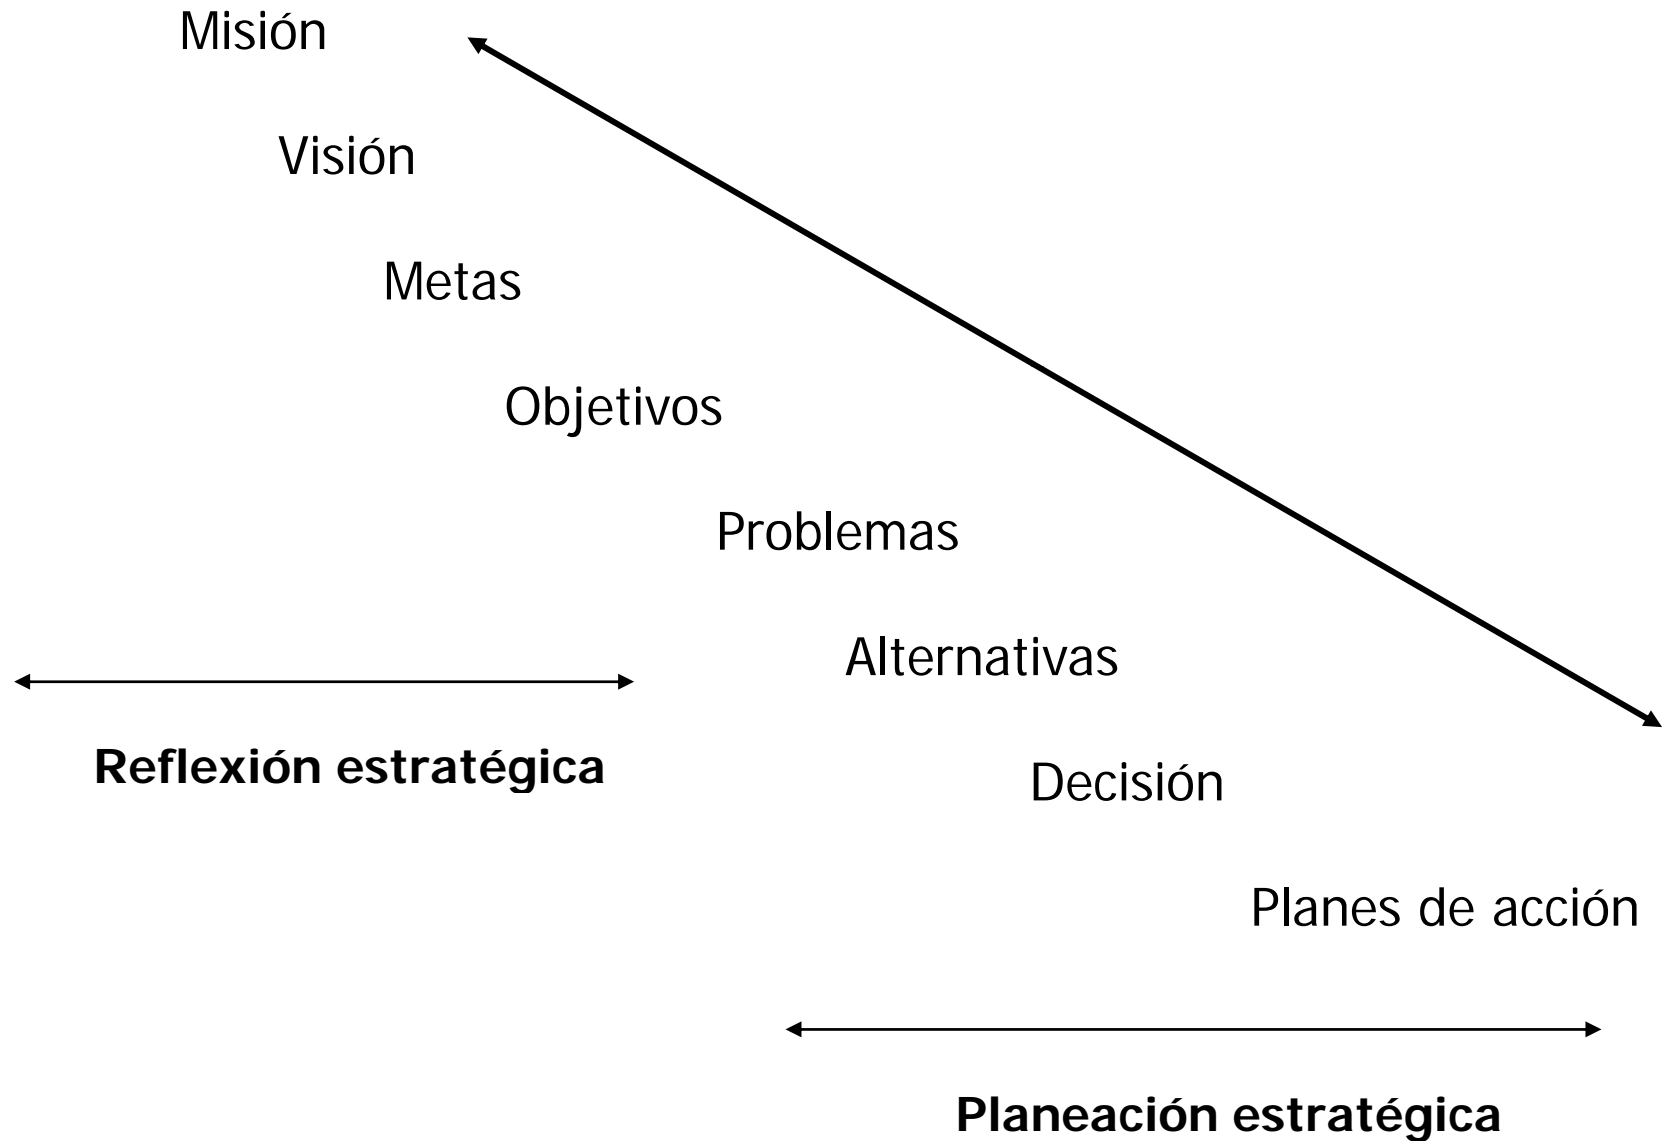 Misión
Visión
Metas
Objetivos
Problemas
Alternativas
Reflexión estratégica
Decisión
Planes de acción
Planeación estratégica